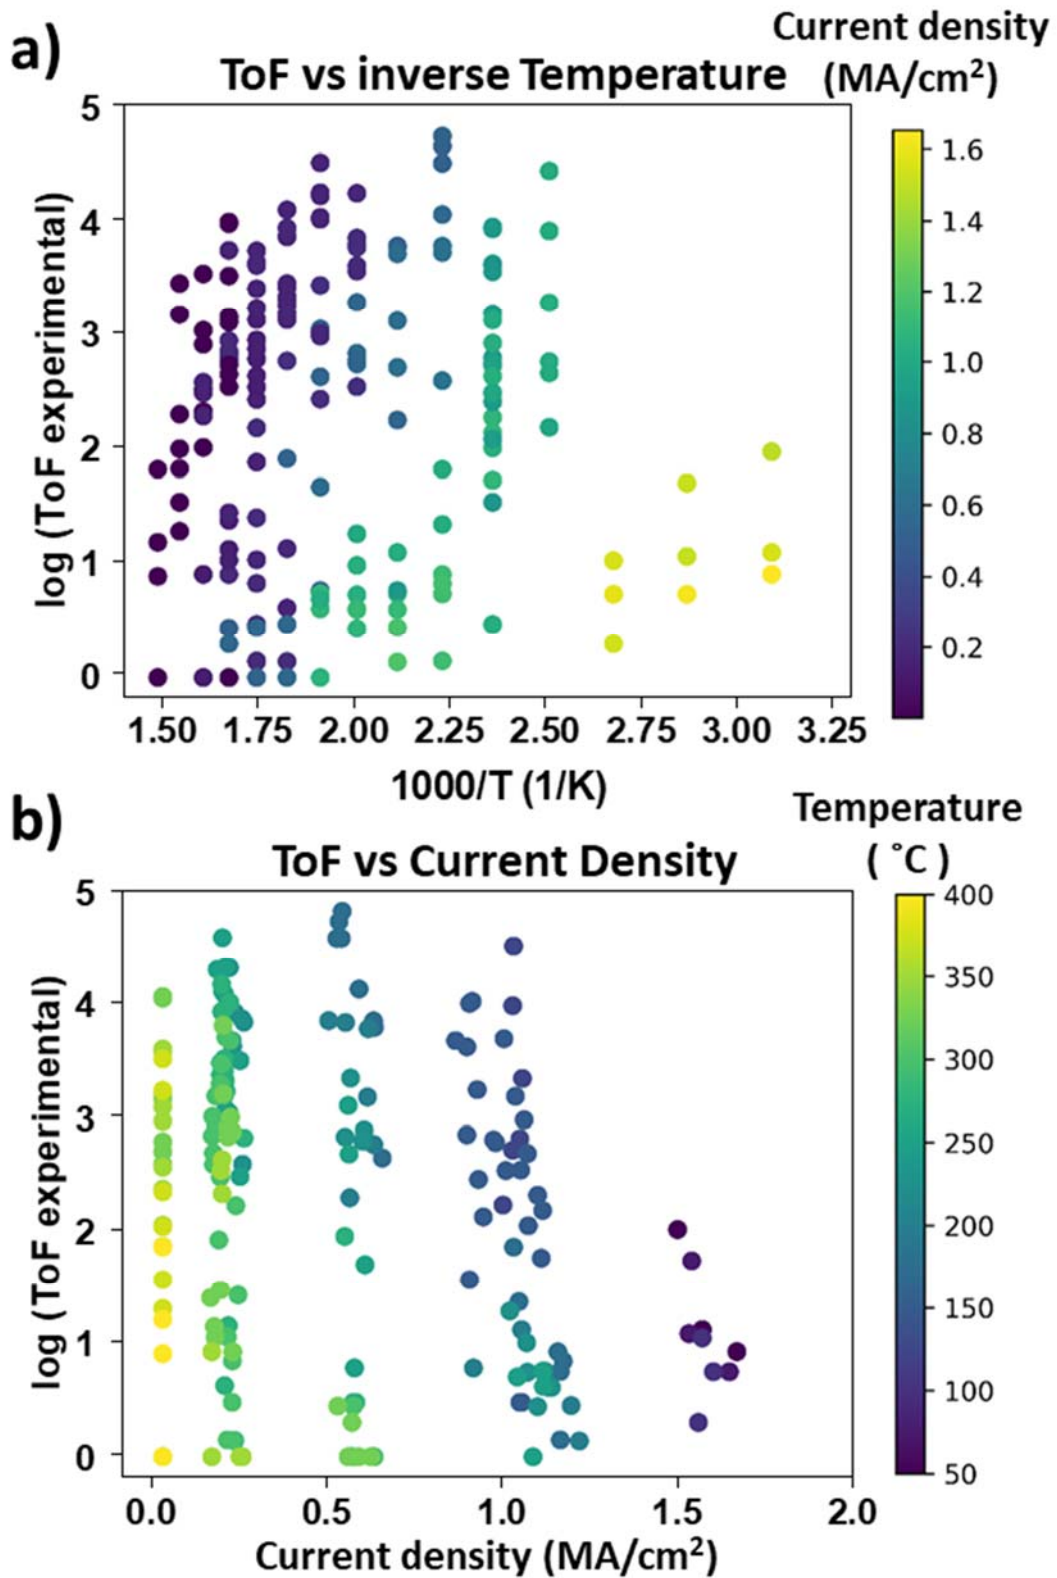 a)
Current density
(MA/cm²)
ToF vs inverse Temperature
log (ToF experimental)
5
4
3
2
1
0
1.50 1.75 2.00 2.25 2.50 2.75 3.00 3.25
1000/T (1/K)
1.6
1.4
1.2
1.0
0.8
0.6
0.4
0.2
b)
Temperature
( °C )
ToF vs Current Density
log (ToF experimental)
5
4
3
2
1
0
0.0 0.5 1.0 1.5 2.0
Current density (MA/cm²)
400
350
300
250
200
150
100
50